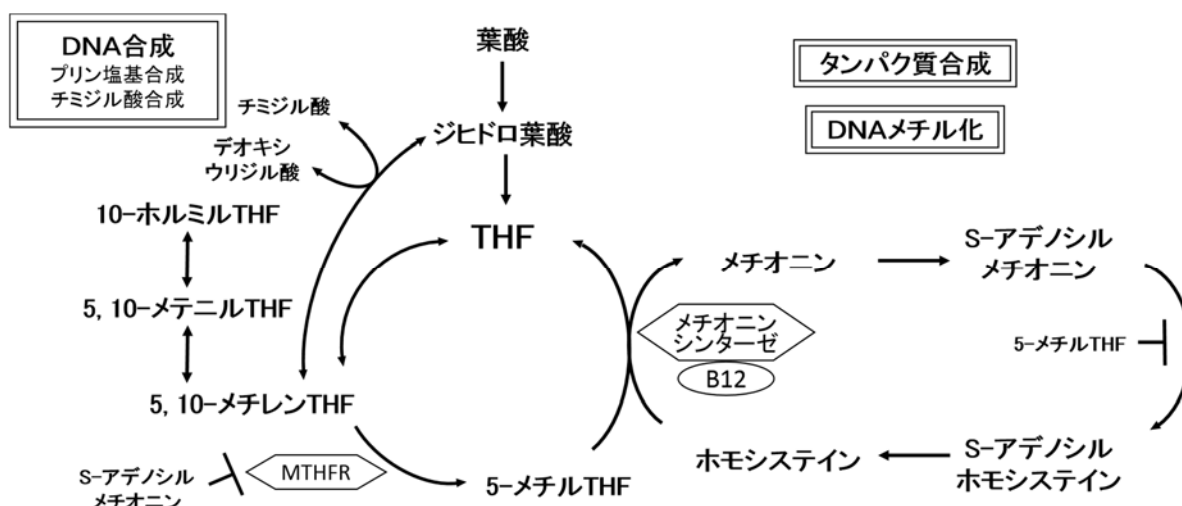 DNA合成
プリン塩基合成
チミジル酸合成
葉酸
タンパク質合成
DNAメチル化
チミジル酸
ジヒドロ葉酸
デオキシ
ウリジル酸
10-ホルミルTHF
THF
メチオニン
S-アデノシル
メチオニン
5, 10-メテニルTHF
メチオニン
シンターゼ
B12
5-メチルTHF
5, 10-メチレンTHF
S-アデノシル
メチオニン
MTHFR
5-メチルTHF
ホモシステイン
S-アデノシル
ホモシステイン